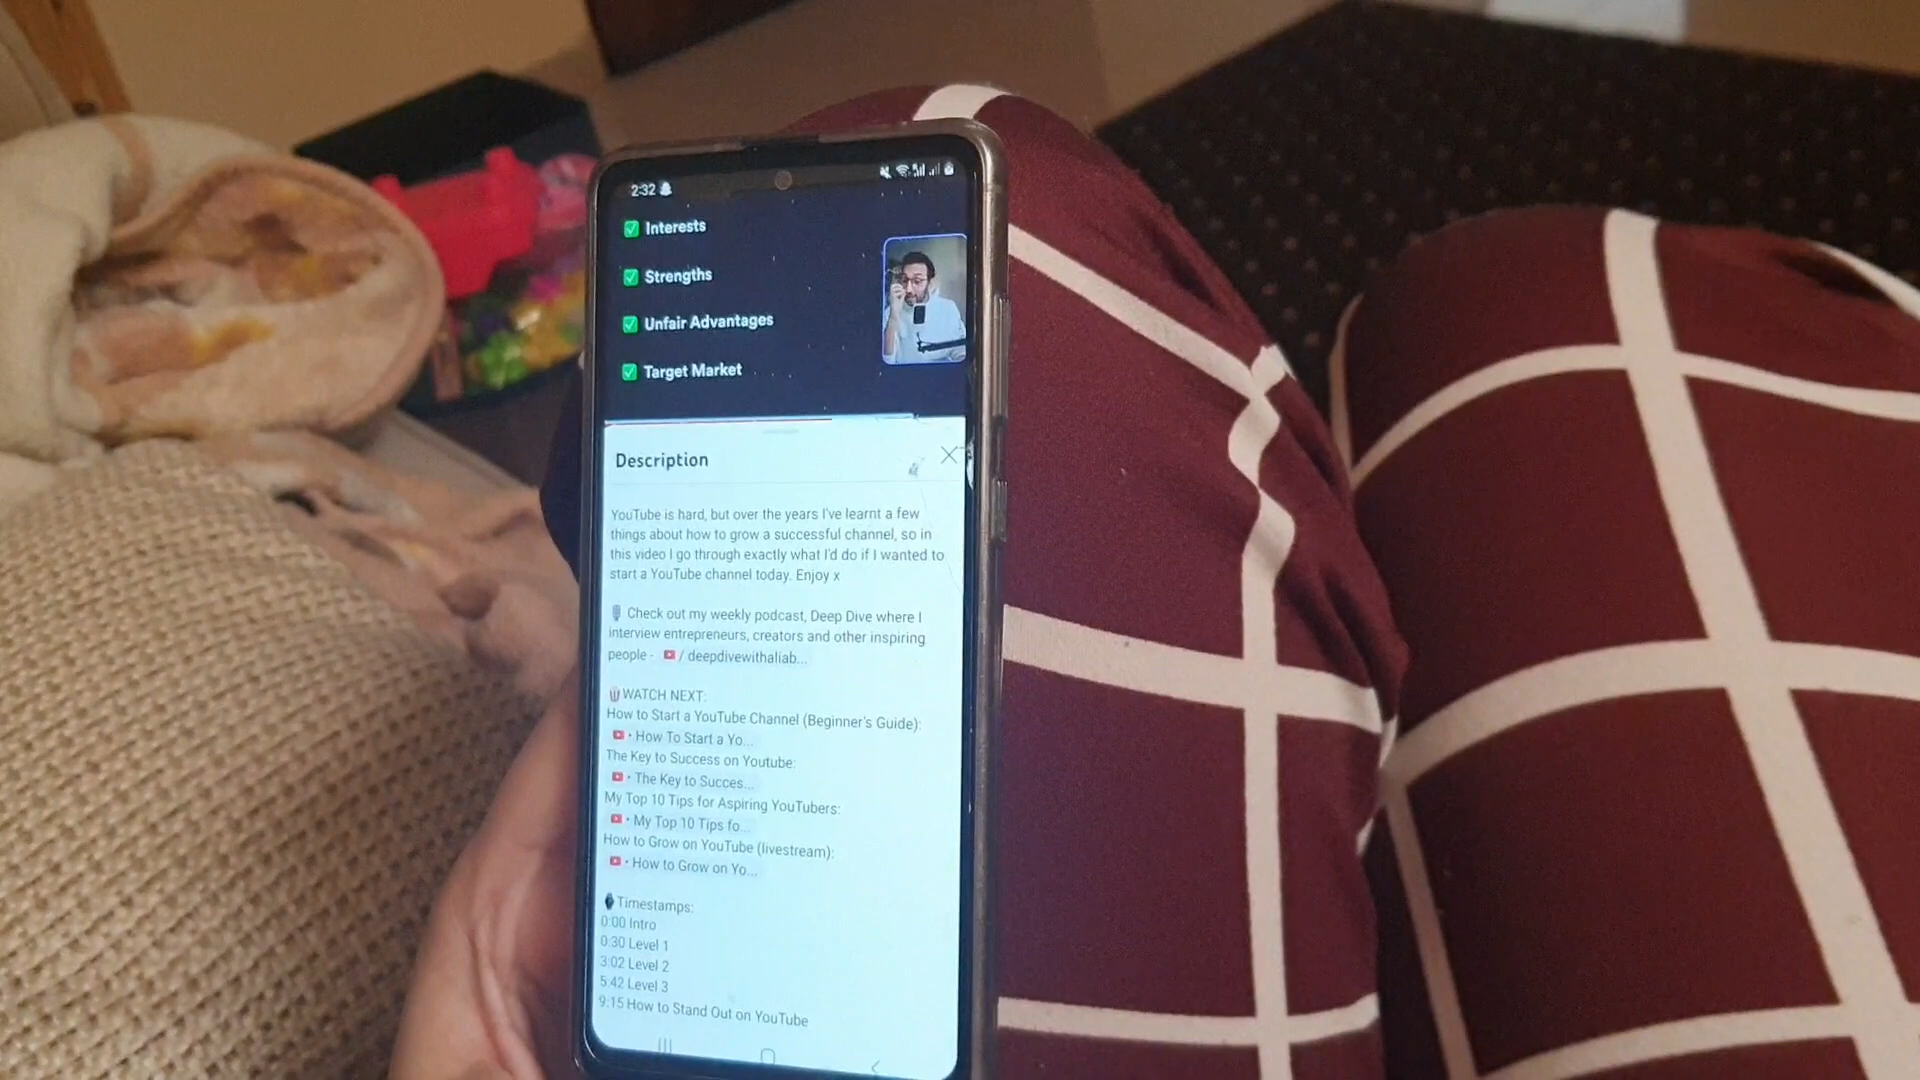 2:32
Interests
Strengths
Unfair Advantages
Target Market
Description
YouTube is hard, but over the years I've learnt a few
things about how to grow a successful channel, so in
this video I go through exactly what I'd do if I wanted to
start a YouTube channel today. Enjoy x
Check out my weekly podcast, Deep Dive where I
interview entrepreneurs, creators and other inspiring
people - / deepdivewithaliab...
WATCH NEXT:
How to Start a YouTube Channel (Beginner's Guide):
• How To Start a Yo...
The Key to Success on Youtube:
• The Key to Succes...
My Top 10 Tips for Aspiring YouTubers:
• My Top 10 Tips fo...
How to Grow on YouTube (livestream):
• How to Grow on Yo...
Timestamps:
0:00 Intro
0:30 Level 1
3:02 Level 2
5:42 Level 3
9:15 How to Stand Out on YouTube